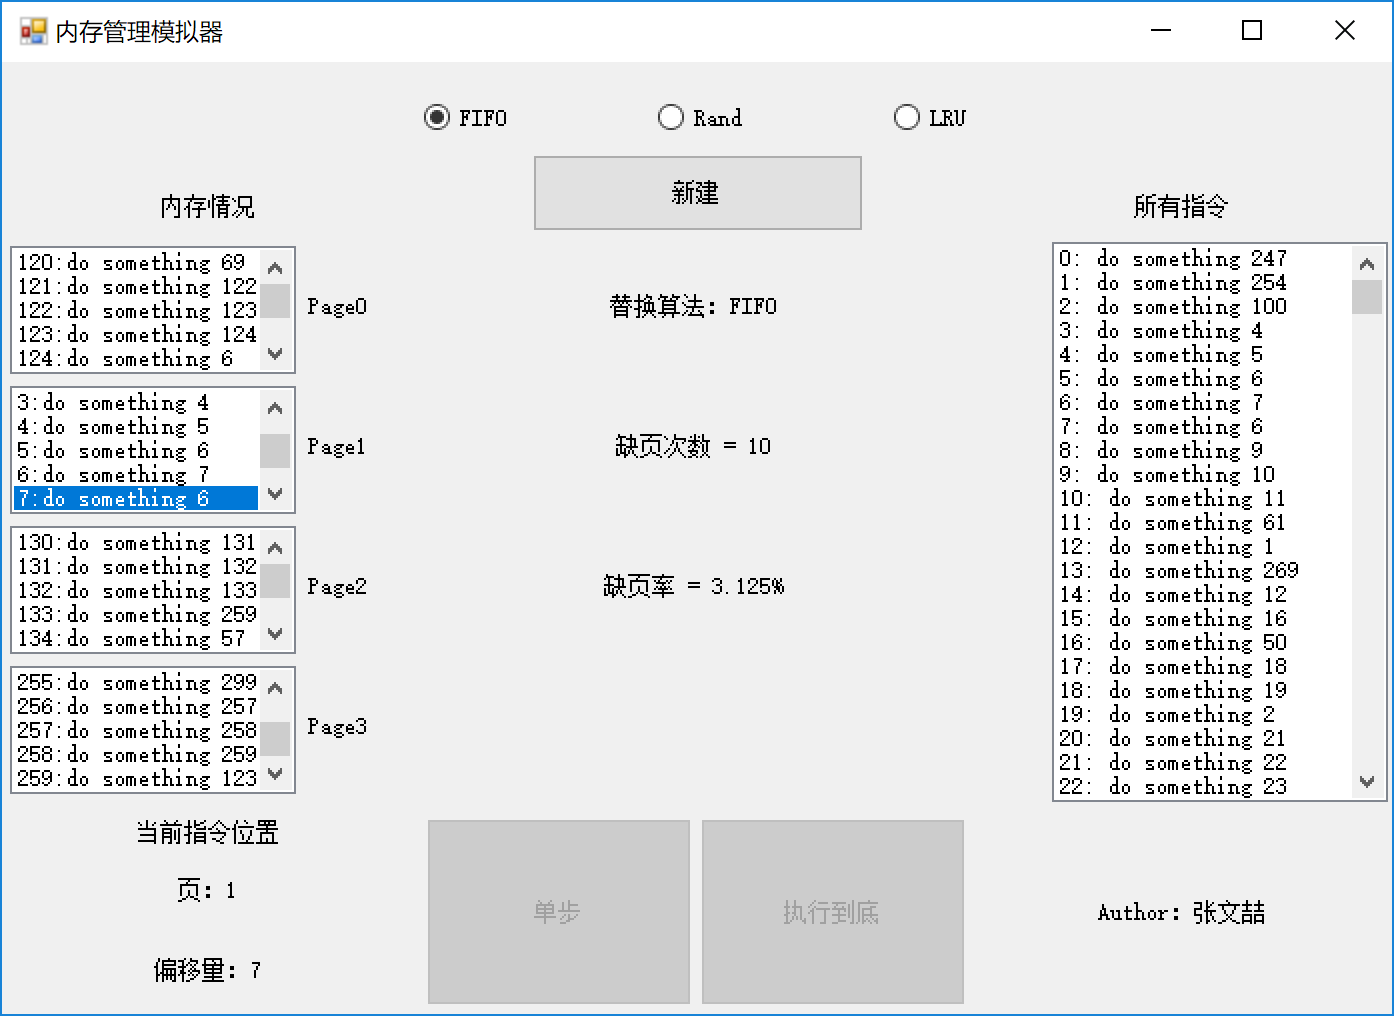 内存管理模拟器
FIFO
Rand
LRU
新建
内存情况
所有指令
120:do something 69
121:do something 122
122:do something 123
123:do something 124
124:do something 6
Page0
3:do something 4
4:do something 5
5:do something 6
6:do something 7
7:do something 6
Page1
130:do something 131
131:do something 132
132:do something 133
133:do something 259
134:do something 57
Page2
255:do something 299
256:do something 257
257:do something 258
258:do something 259
259:do something 123
Page3
替换算法：FIFO
缺页次数 = 10
缺页率 = 3.125%
0: do something 247
1: do something 254
2: do something 100
3: do something 4
4: do something 5
5: do something 6
6: do something 7
7: do something 6
8: do something 9
9: do something 10
10: do something 11
11: do something 61
12: do something 1
13: do something 269
14: do something 12
15: do something 16
16: do something 50
17: do something 18
18: do something 19
19: do something 2
20: do something 21
21: do something 22
22: do something 23
当前指令位置
页：1
偏移量：7
单步
执行到底
Author：张文喆